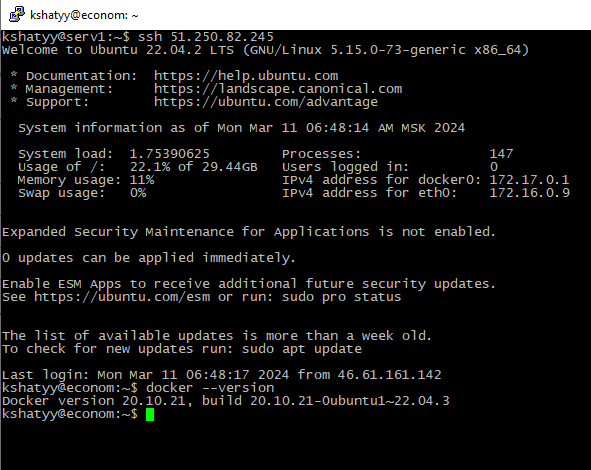 kshatyy@econom: ~
kshatyy@serv1:~$ ssh 51.250.82.245
Welcome to Ubuntu 22.04.2 LTS (GNU/Linux 5.15.0-73-generic x86_64)
* Documentation:  https://help.ubuntu.com
* Management:     https://landscape.canonical.com
* Support:        https://ubuntu.com/advantage
System information as of Mon Mar 11 06:48:14 AM MSK 2024
System load:  1.75390625         Processes:                147
Usage of /:   22.1% of 29.44GB   Users logged in:          0
Memory usage: 11%                IPv4 address for docker0: 172.17.0.1
Swap usage:   0%                 IPv4 address for eth0:    172.16.0.9
Expanded Security Maintenance for Applications is not enabled.
0 updates can be applied immediately.
Enable ESM Apps to receive additional future security updates.
See https://ubuntu.com/esm or run: sudo pro status
The list of available updates is more than a week old.
To check for new updates run: sudo apt update
Last login: Mon Mar 11 06:48:17 2024 from 46.61.161.142
kshatyy@econom:~$ docker --version
Docker version 20.10.21, build 20.10.21-0ubuntu1~22.04.3
kshatyy@econom:~$